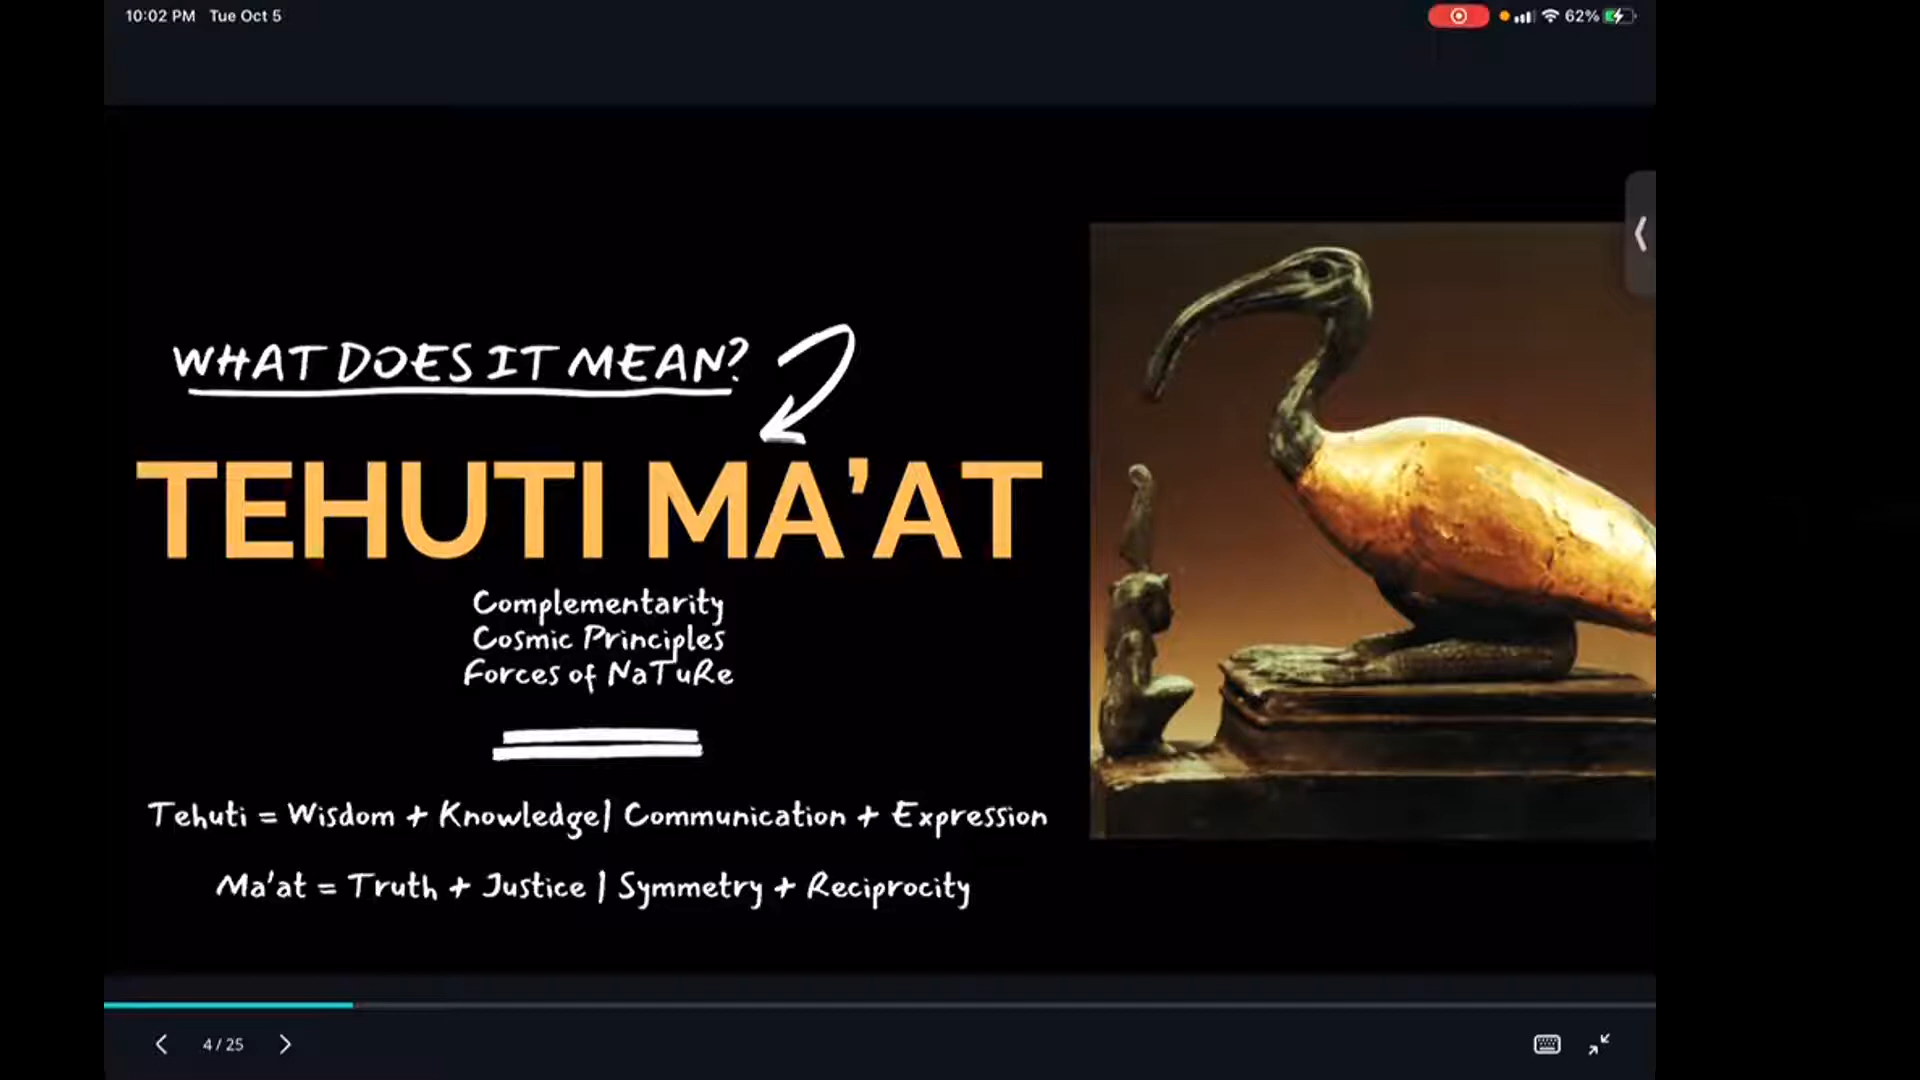 10:02 PM Tue Oct 5
62%
WHAT DOES IT MEAN?
TEHUTI MA’AT
Complementarity
Cosmic Principles
Forces of NaTuRe
Tehuti = Wisdom + Knowledge| Communication + Expression
Ma'at = Truth + Justice | Symmetry + Reciprocity
4 / 25